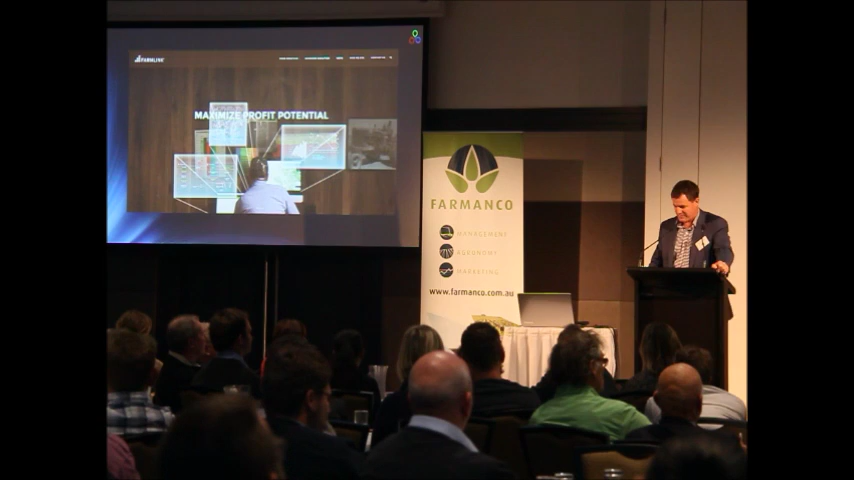 FARMLINK
MAXIMIZE PROFIT POTENTIAL
FARMANCO
MANAGEMENT
AGRONOMY
MARKETING
www.farmanco.com.au